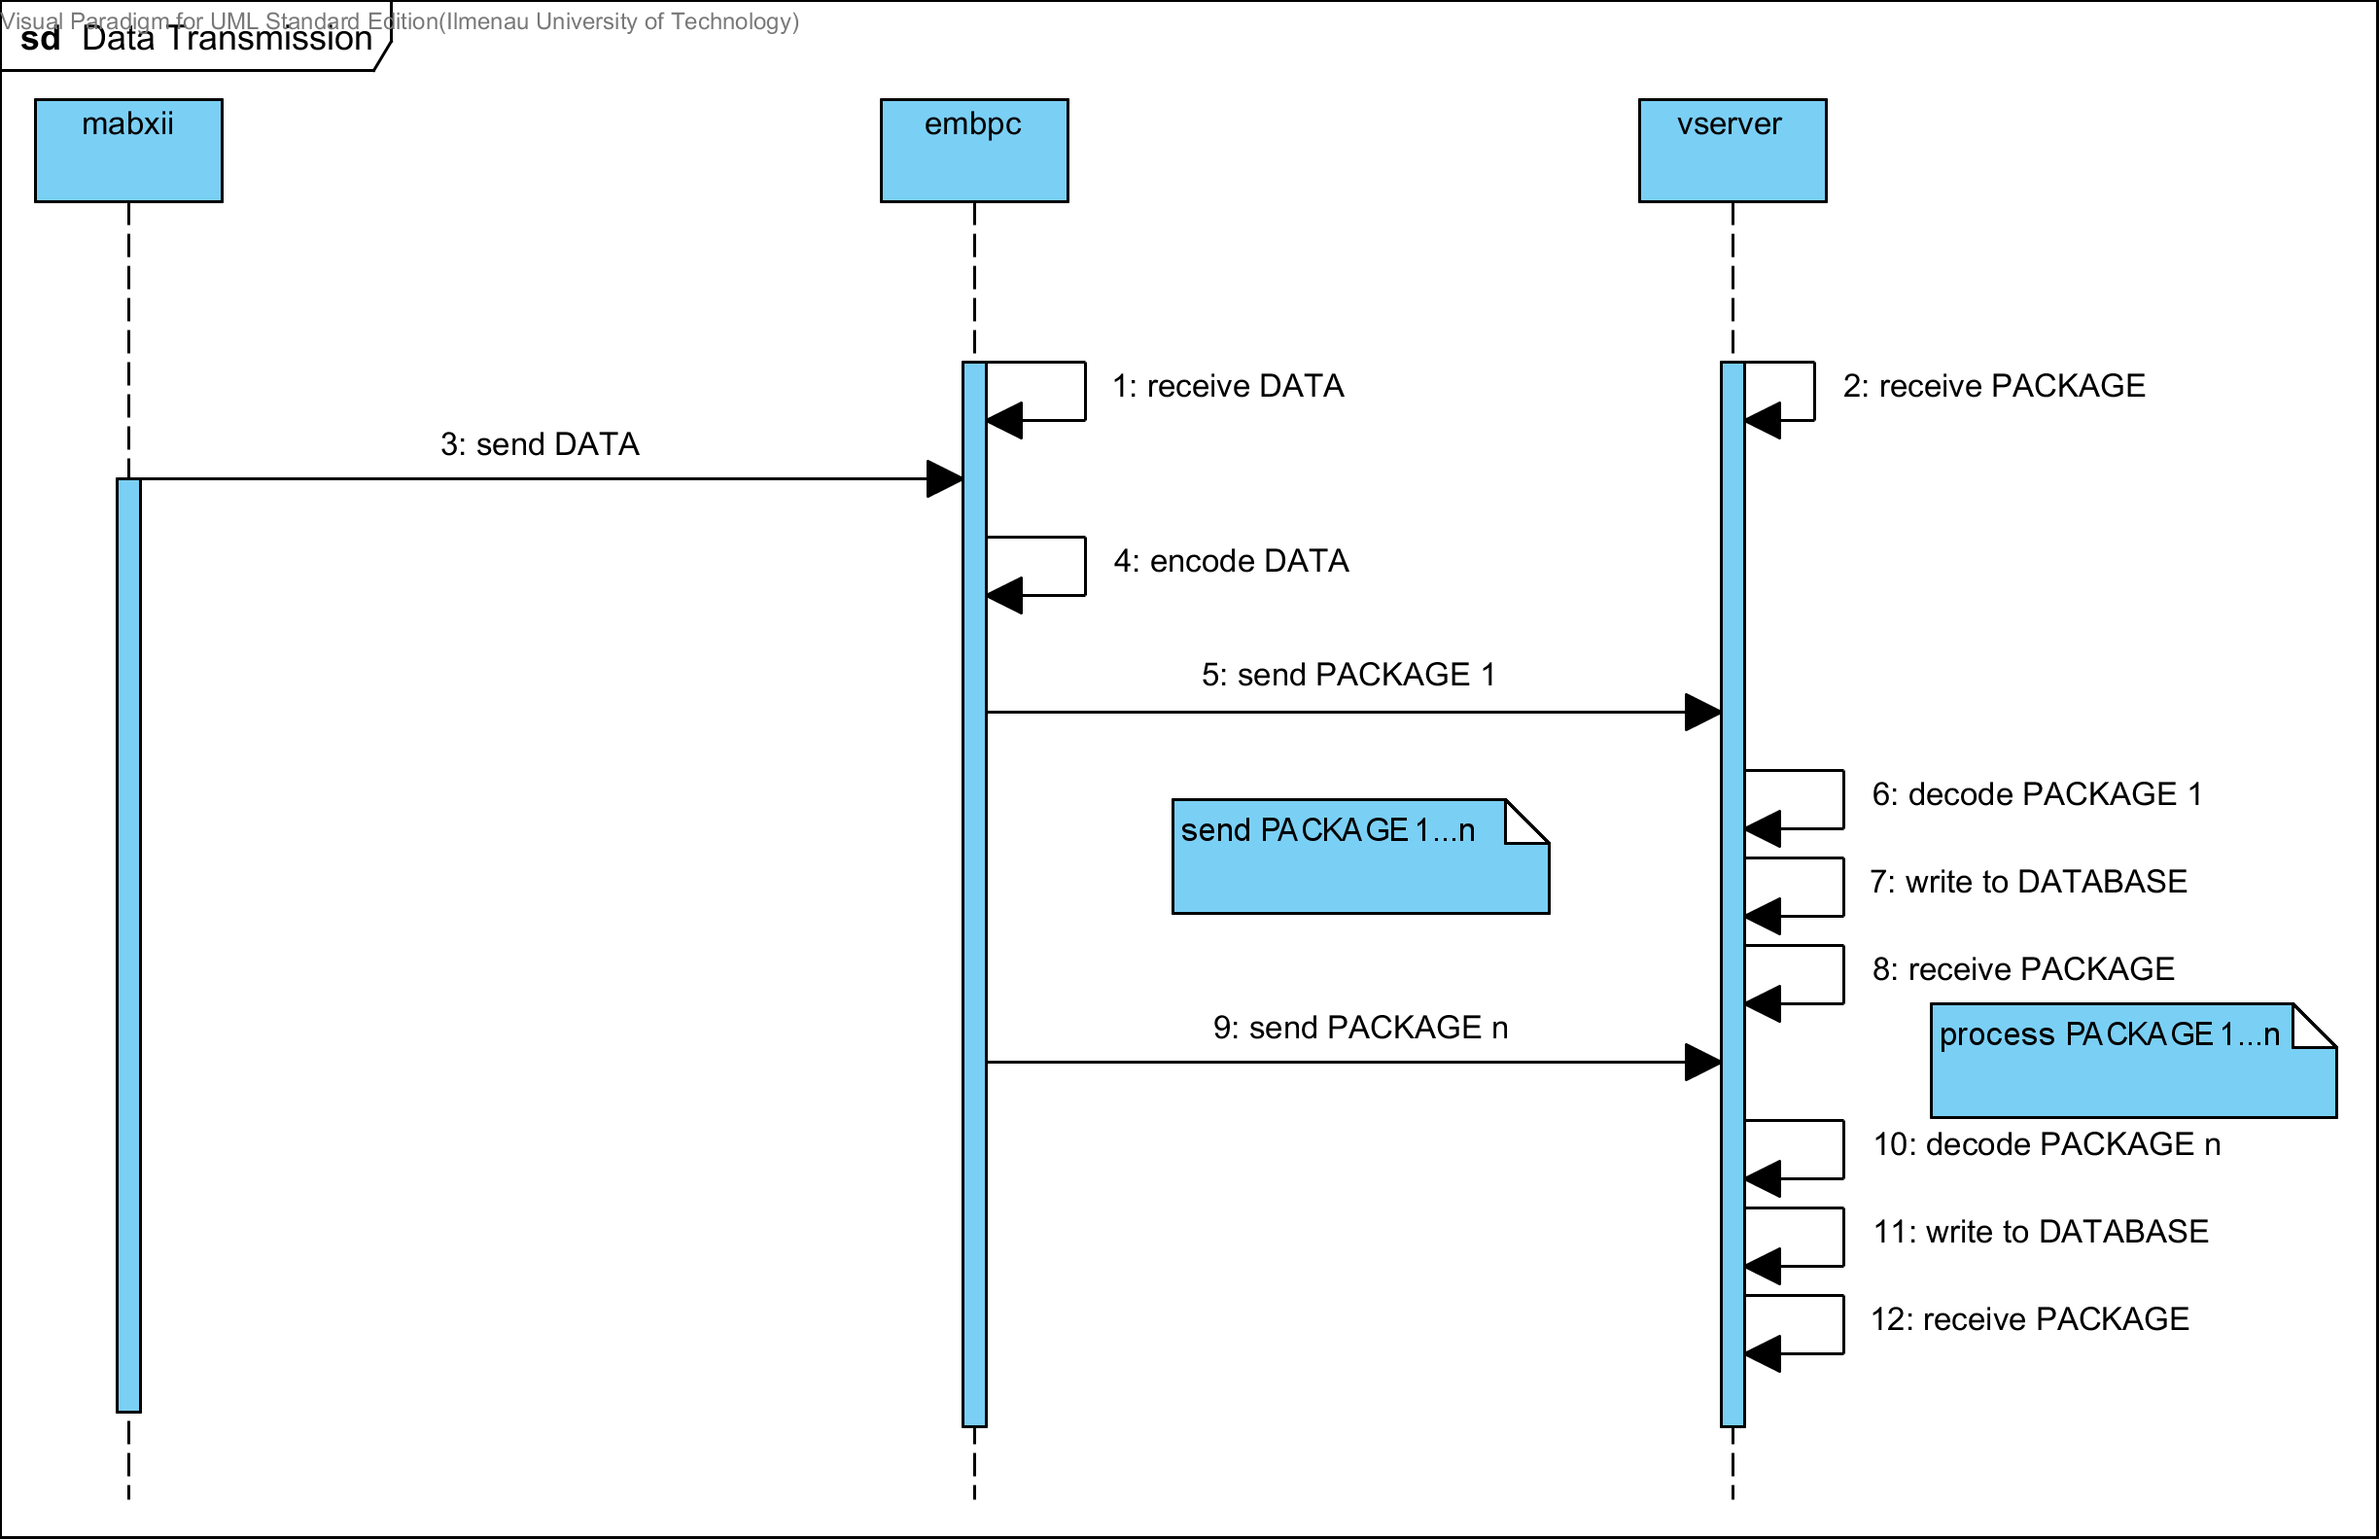 Visual Paradigm for UML Standard Edition(Ilmenau University of Technology)
sd Data Transmission
mabxii
embpc
vserver
1: receive DATA
2: receive PACKAGE
3: send DATA
4: encode DATA
5: send PACKAGE 1
6: decode PACKAGE 1
send PACKAGE 1...n
7: write to DATABASE
8: receive PACKAGE
9: send PACKAGE n
process PACKAGE 1...n
10: decode PACKAGE n
11: write to DATABASE
12: receive PACKAGE